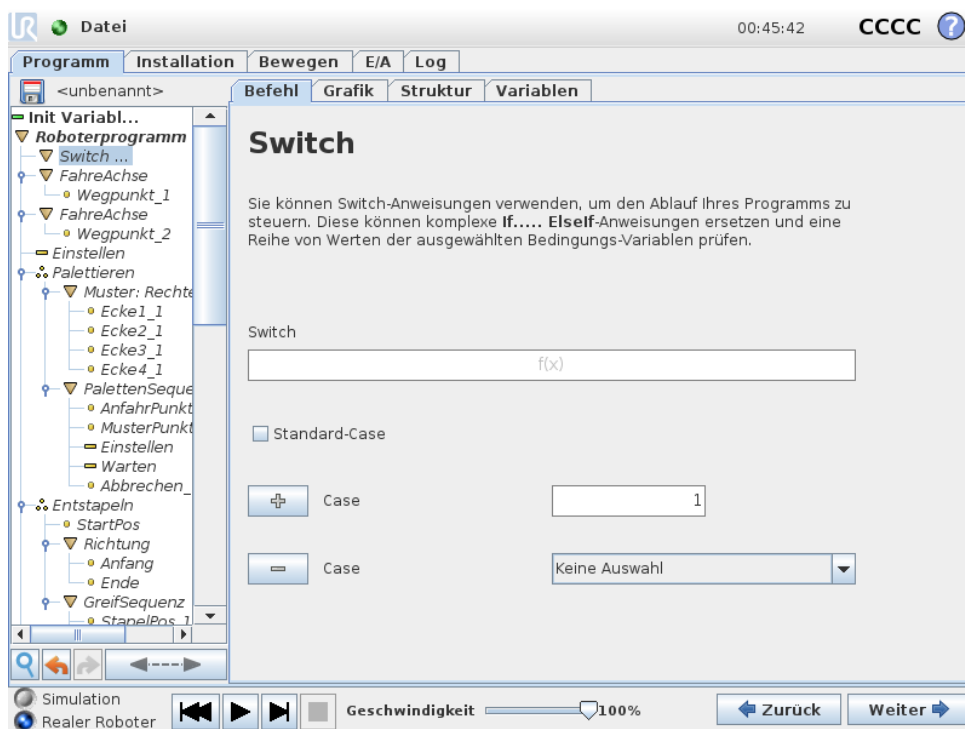 UR Datei 00:45:42 CCCC ?
Programm Installation Bewegen E/A Log
<unbenannt>
Befehl Grafik Struktur Variablen
Init Variabl...
Roboterprogramm
Switch ...
FahreAchse
Wegpunkt_1
FahreAchse
Wegpunkt_2
Einstellen
Palettieren
Muster: Rechte
Ecke1_1
Ecke2_1
Ecke3_1
Ecke4_1
PalettenSeque
AnfahrPunkt
MusterPunkt
Einstellen
Warten
Abbrechen_
Entstapeln
StartPos
Richtung
Anfang
Ende
GreifSequenz
StapelPos_1
Switch
Sie können Switch-Anweisungen verwenden, um den Ablauf Ihres Programms zu
steuern. Diese können komplexe If..... ElseIf-Anweisungen ersetzen und eine
Reihe von Werten der ausgewählten Bedingungs-Variablen prüfen.
Switch
f(x)
Standard-Case
Case 1
Case Keine Auswahl
Simulation
Realer Roboter
Geschwindigkeit 100%
Zurück Weiter